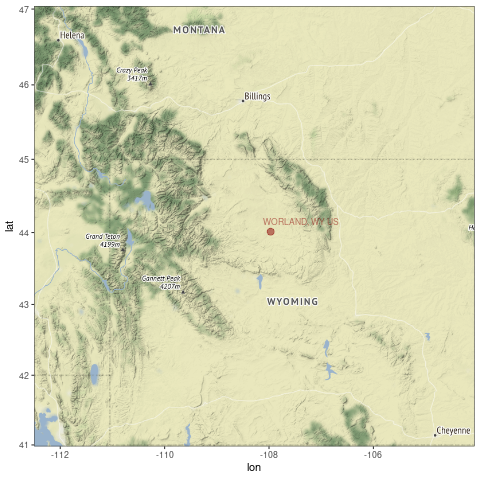 47
46
45
44
43
42
41
lat
MONTANA
Helena
Crazy Peak
3417m
Billings
WORLAND, WY US
Grand Teton
4199m
Gannett Peak
4207m
WYOMING
Cheyenne
-112
-110
-108
-106
lon